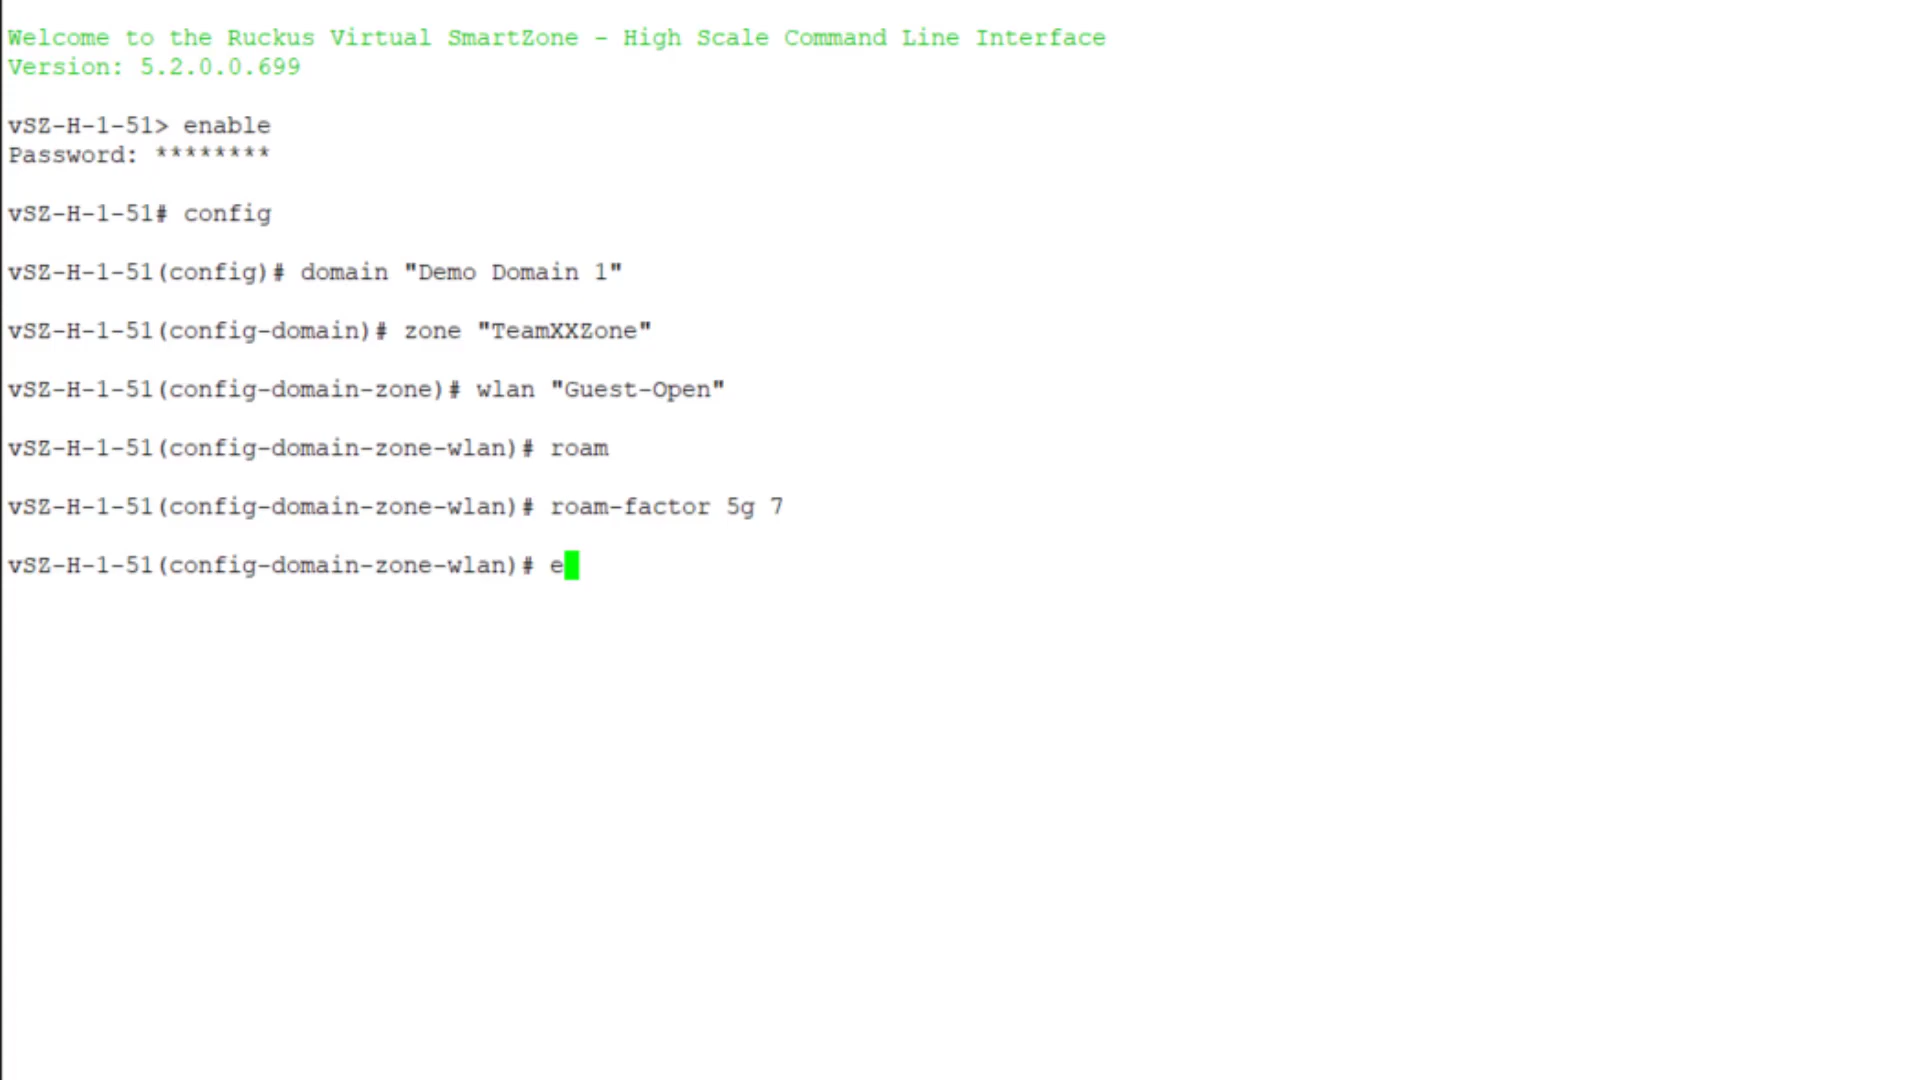 Welcome to the Ruckus Virtual SmartZone - High Scale Command Line Interface
Version: 5.2.0.0.699
vSZ-H-1-51> enable
Password: ********
vSZ-H-1-51# config
vSZ-H-1-51(config)# domain "Demo Domain 1"
vSZ-H-1-51(config-domain)# zone "TeamXXZone"
vSZ-H-1-51(config-domain-zone)# wlan "Guest-Open"
vSZ-H-1-51(config-domain-zone-wlan)# roam
vSZ-H-1-51(config-domain-zone-wlan)# roam-factor 5g 7
vSZ-H-1-51(config-domain-zone-wlan)# e